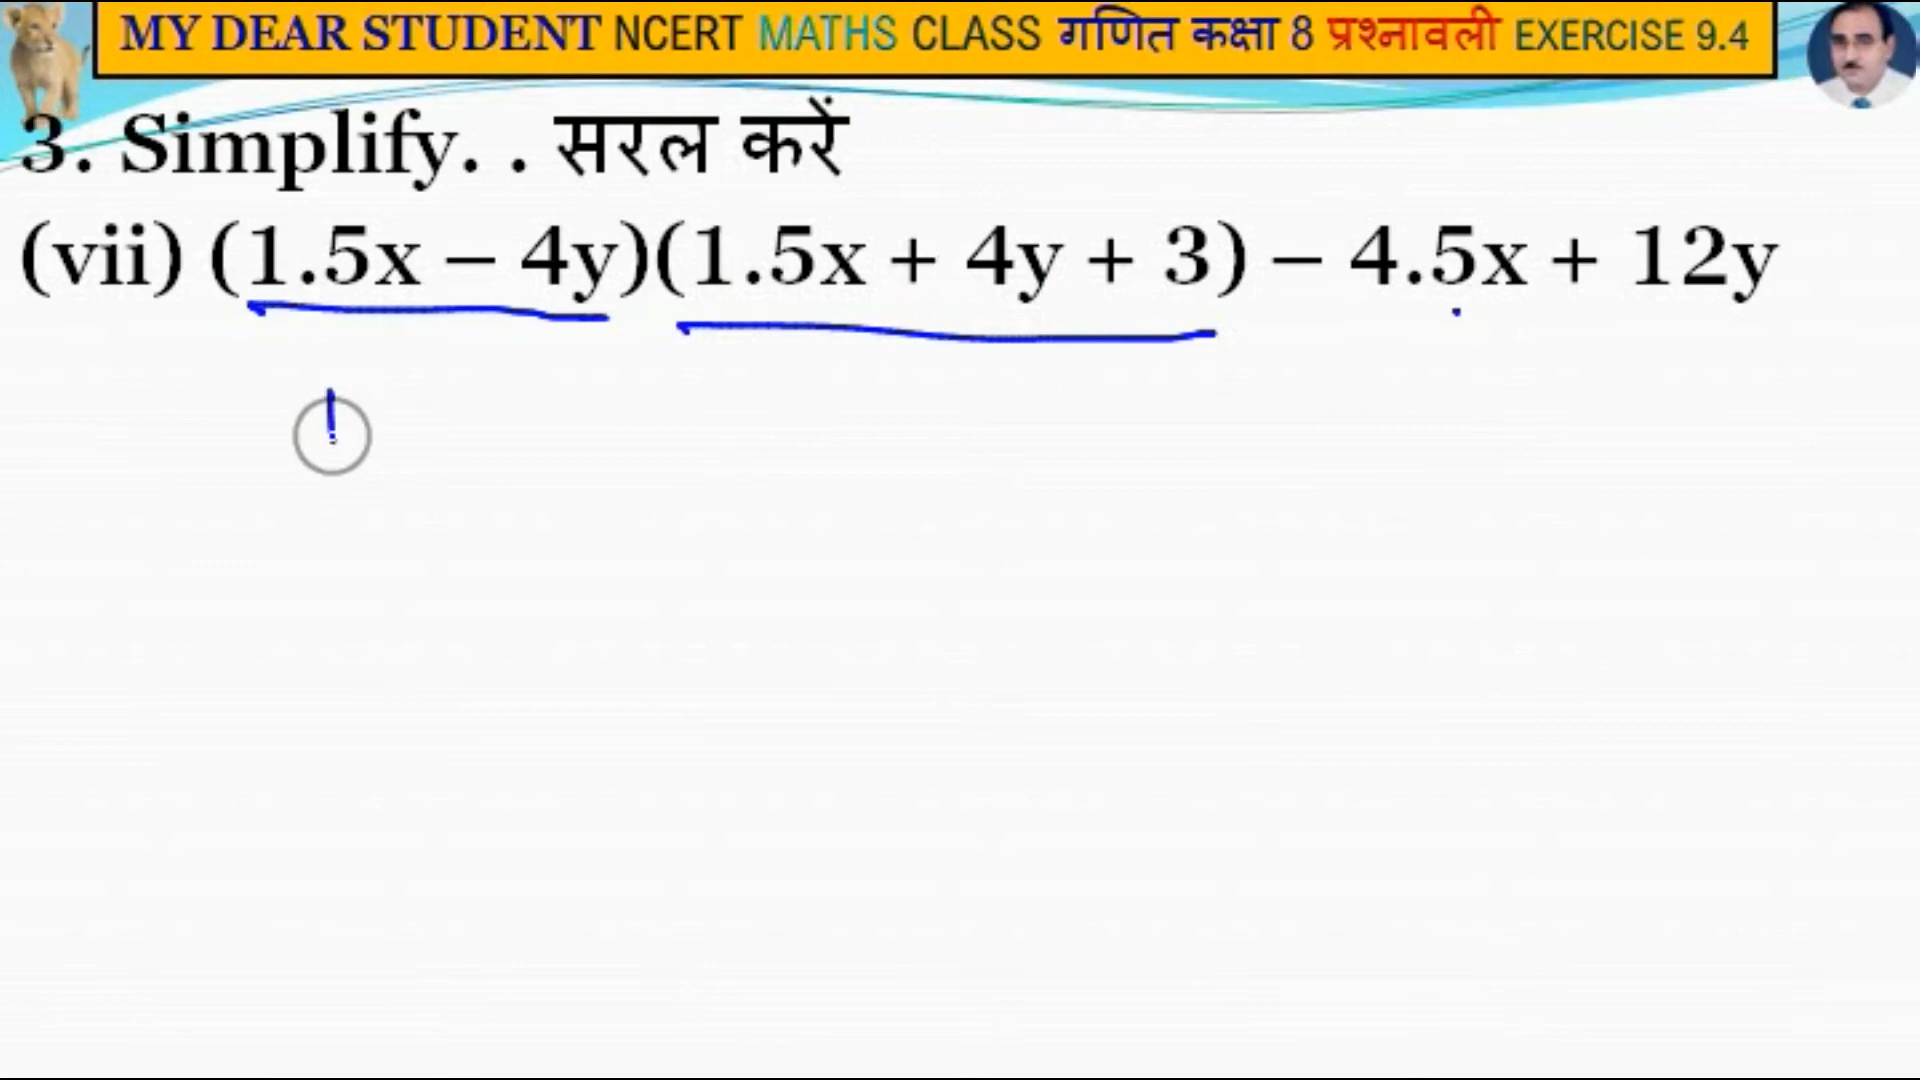 MY DEAR STUDENT NCERT MATHS CLASS गणित कक्षा 8 प्रश्नावली EXERCISE 9.4
3. Simplify. . सरल करें
(vii) (1.5x – 4y)(1.5x + 4y + 3) – 4.5x + 12y